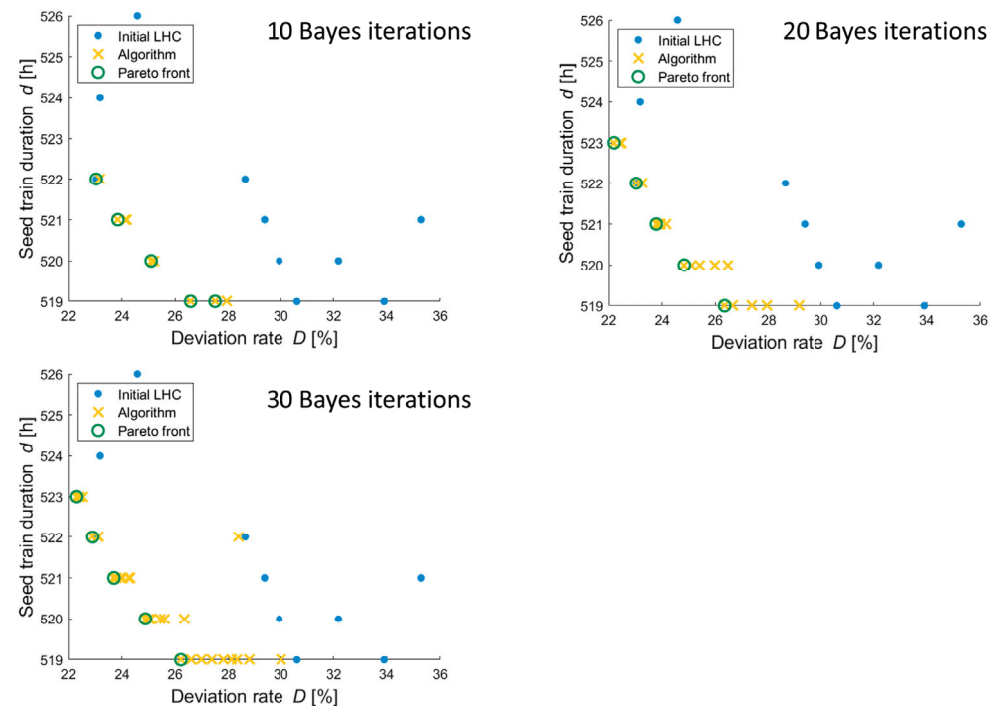 10 Bayes iterations
Initial LHC
Algorithm
Pareto front
526
525
524
523
522
521
520
519
Seed train duration d [h]
22 24 26 28 30 32 34 36
Deviation rate D [%]
20 Bayes iterations
Initial LHC
Algorithm
Pareto front
526
525
524
523
522
521
520
519
Seed train duration d [h]
22 24 26 28 30 32 34 36
Deviation rate D [%]
30 Bayes iterations
Initial LHC
Algorithm
Pareto front
526
525
524
523
522
521
520
519
Seed train duration d [h]
22 24 26 28 30 32 34 36
Deviation rate D [%]